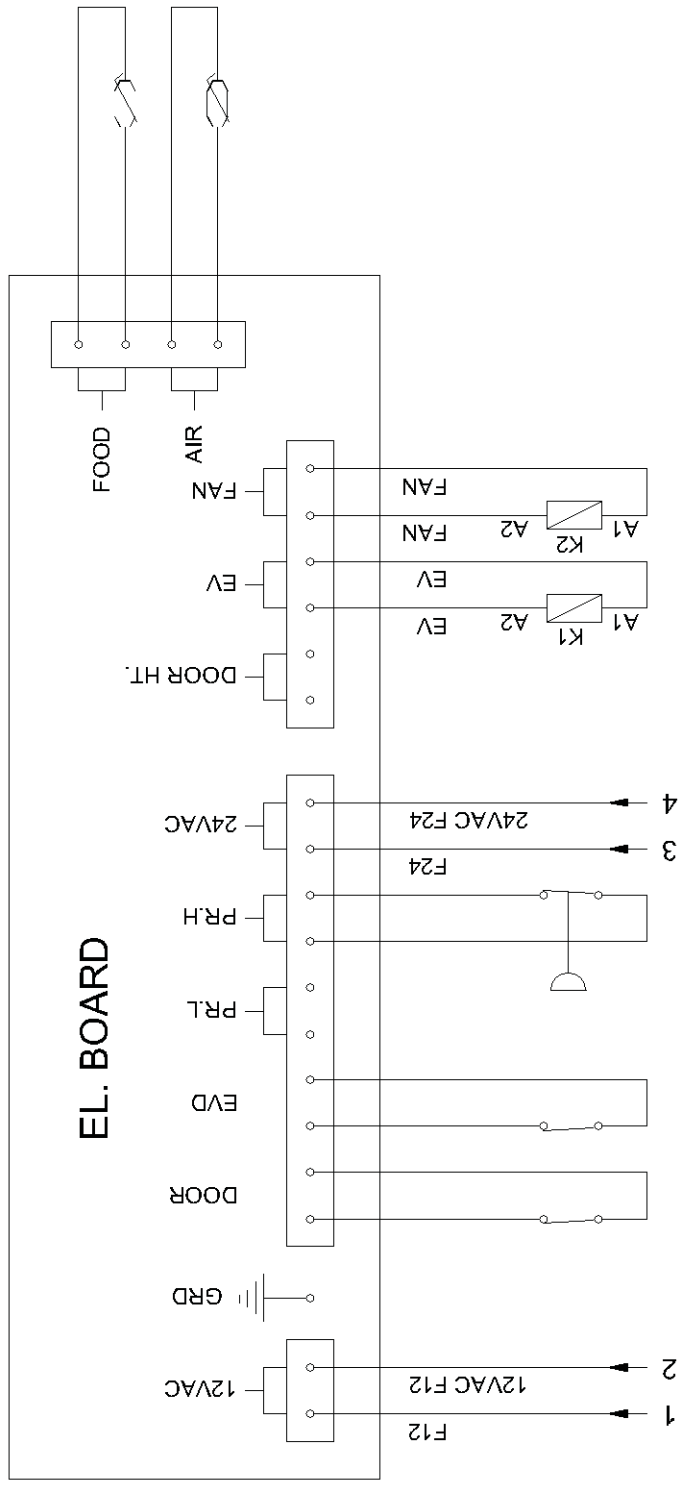 FOOD
AIR
FAN
FAN
FAN
A2
K2
A1
EV
EV
EV
A2
K1
A1
DOOR HT.
24VAC
24VAC F24
4
F24
3
PR.H
PR.L
EL. BOARD
EVD
DOOR
GRD
12VAC
12VAC F12
2
F12
1